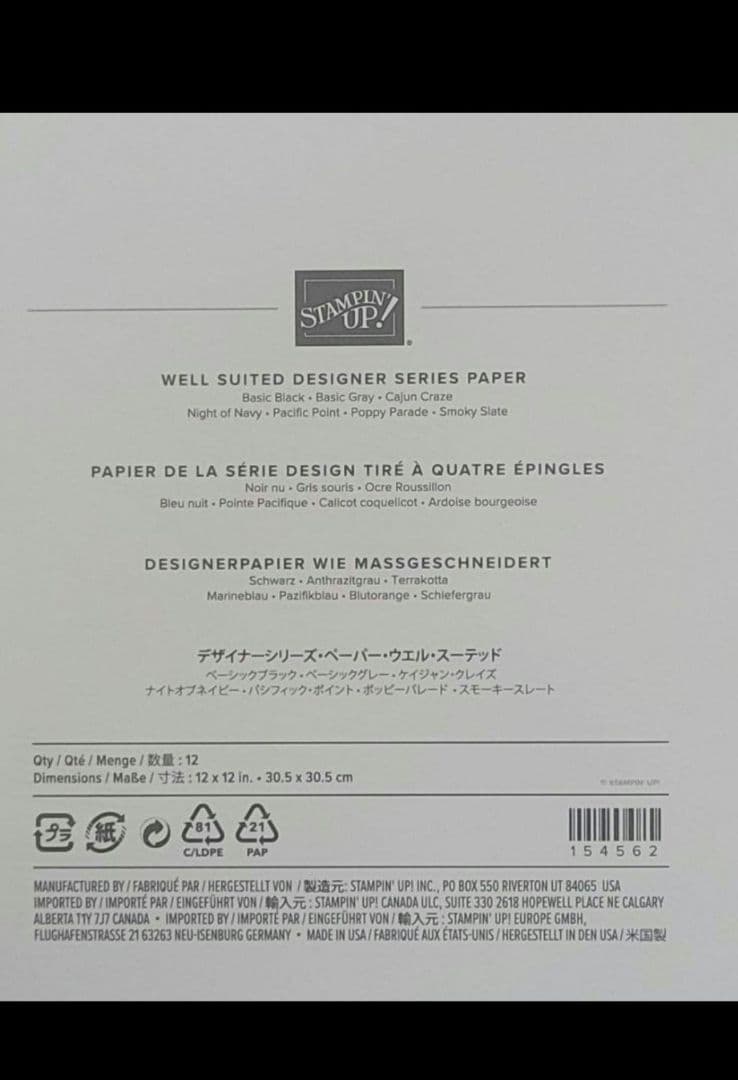 STAMPIN' UP!®
WELL SUITED DESIGNER SERIES PAPER
Basic Black • Basic Gray • Cajun Craze
Night of Navy • Pacific Point • Poppy Parade • Smoky Slate
PAPIER DE LA SÉRIE DESIGN TIRÉ À QUATRE ÉPINGLES
Noir nu • Gris souris • Ocre Roussillon
Bleu nuit • Pointe Pacifique • Calicot coquelicot • Ardoise bourgeoise
DESIGNERPAPIER WIE MASSGESCHNEIDERT
Schwarz • Anthrazitgrau • Terrakotta
Marineblau • Pazifikblau • Blutorange • Schiefergrau
デザイナーシリーズ・ペーパー・ウエル・スーテッド
ベーシックブラック・ベーシックグレー・ケイジャン・クレイズ
ナイトオブネイビー・パシフィック・ポイント・ポッピーパレード・スモーキースレート
Qty / Qté / Menge / 数量 : 12
Dimensions / Maße / 寸法 : 12 x 12 in. • 30.5 x 30.5 cm
© STAMPIN' UP!
プラ 紙 81 21
C/LDPE PAP
154562
MANUFACTURED BY / FABRIQUÉ PAR / HERGESTELLT VON / 製造元: STAMPIN' UP! INC., PO BOX 550 RIVERTON UT 84065 USA
IMPORTED BY / IMPORTÉ PAR / EINGEFÜHRT VON / 輸入元 : STAMPIN' UP! CANADA ULC, SUITE 330 2618 HOPEWELL PLACE NE CALGARY
ALBERTA T1Y 7J7 CANADA • IMPORTED BY / IMPORTÉ PAR / EINGEFÜHRT VON / 輸入元 : STAMPIN' UP! EUROPE GMBH,
FLUGHAFENSTRASSE 21 63263 NEU-ISENBURG GERMANY • MADE IN USA / FABRIQUÉ AUX ÉTATS-UNIS / HERGESTELLT IN DEN USA / 米国製